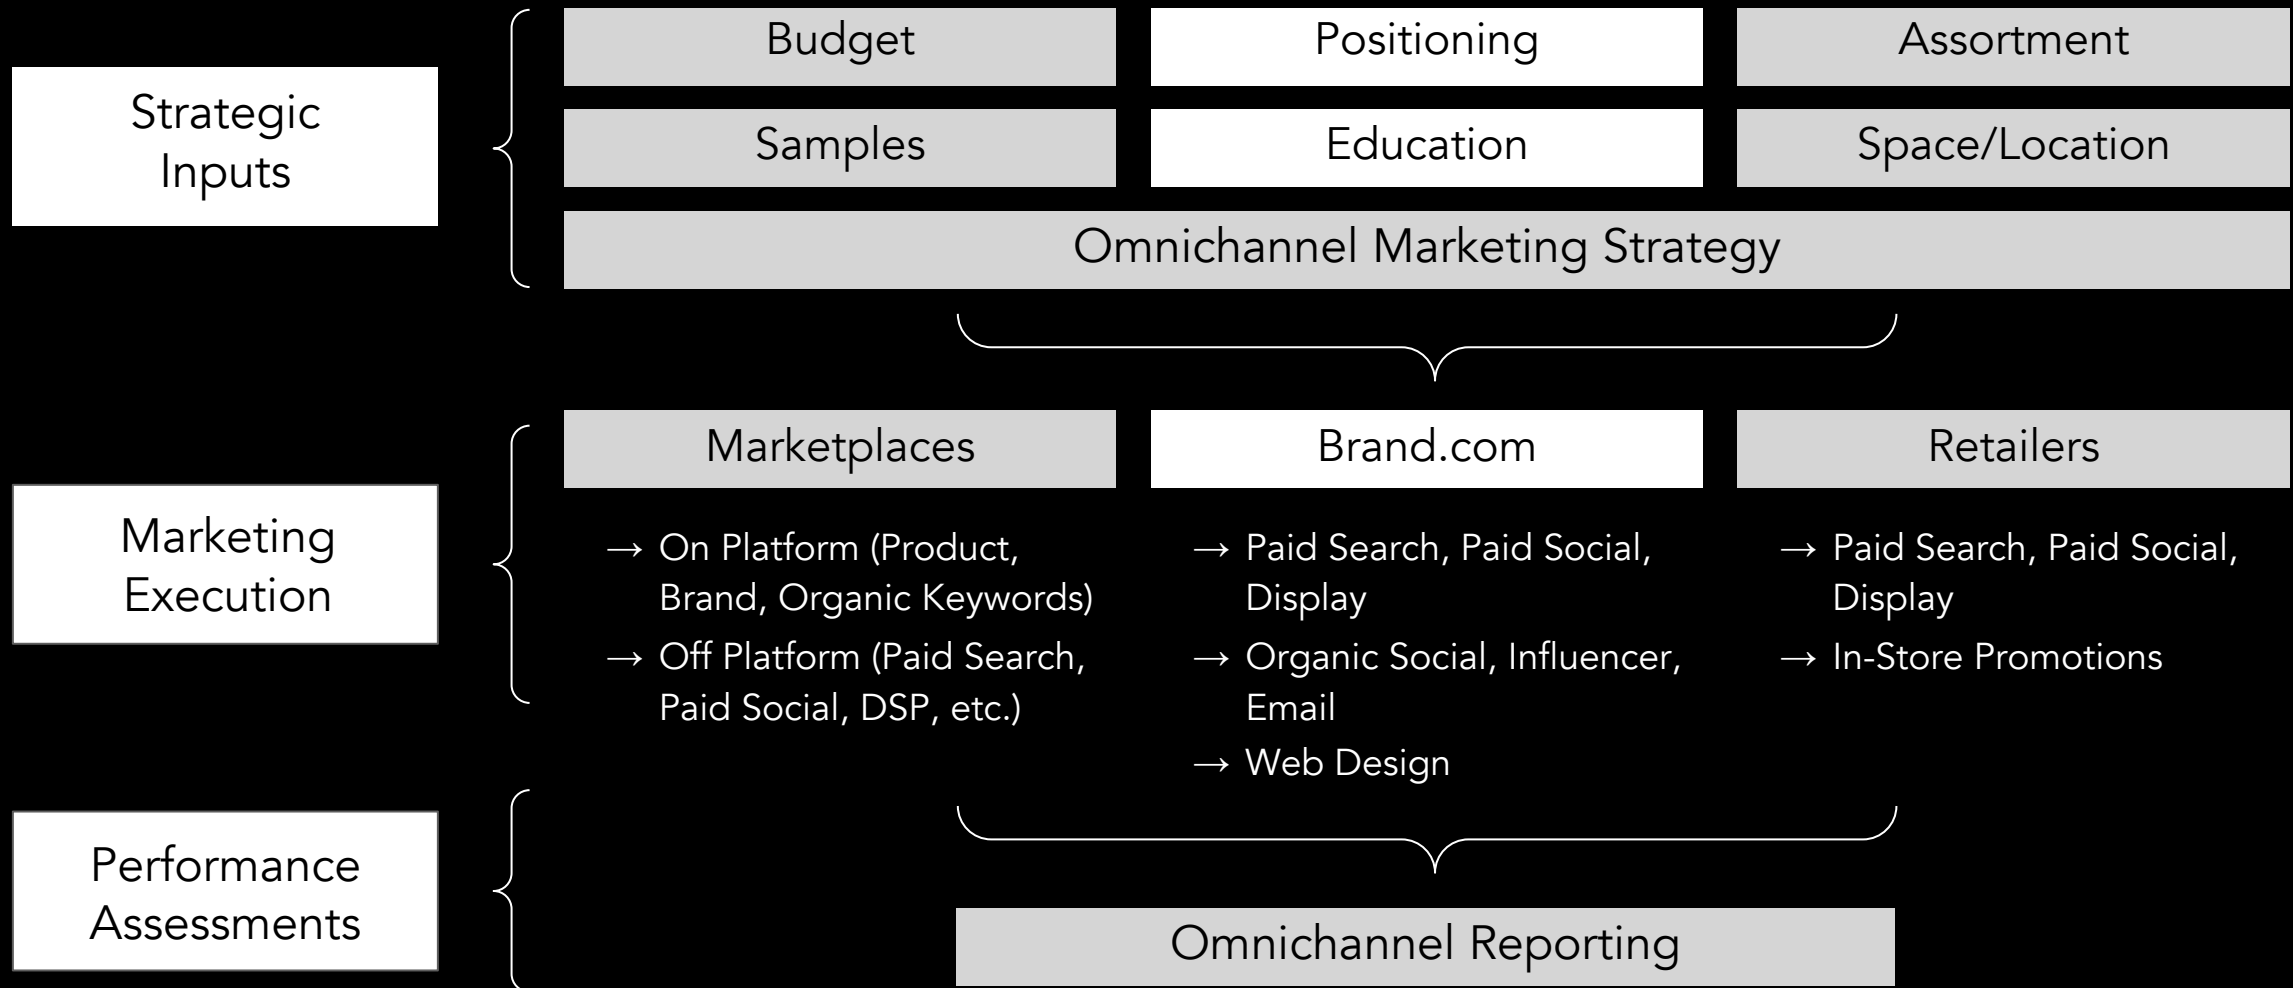 Strategic
Inputs
Budget
Positioning
Assortment
Samples
Education
Space/Location
Omnichannel Marketing Strategy
Marketing
Execution
Marketplaces
→ On Platform (Product,
Brand, Organic Keywords)
→ Off Platform (Paid Search,
Paid Social, DSP, etc.)
Brand.com
→ Paid Search, Paid Social,
Display
→ Organic Social, Influencer,
Email
→ Web Design
Retailers
→ Paid Search, Paid Social,
Display
→ In-Store Promotions
Performance
Assessments
Omnichannel Reporting